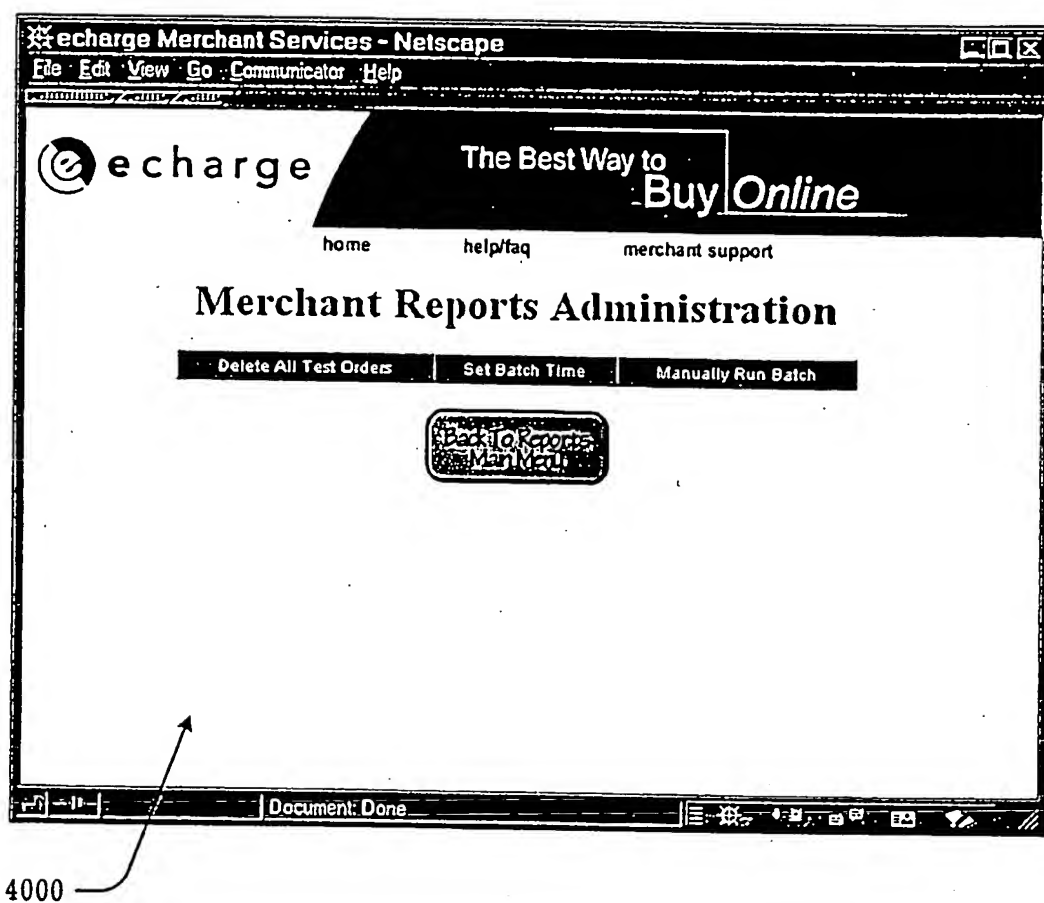 echarge Merchant Services - Netscape
File Edit View Go Communicator Help
echarge
The Best Way to
Buy Online
home help/faq merchant support
Merchant Reports Administration
Delete All Test Orders Set Batch Time Manually Run Batch
Back To Reports
Main Menu
Document: Done
4000